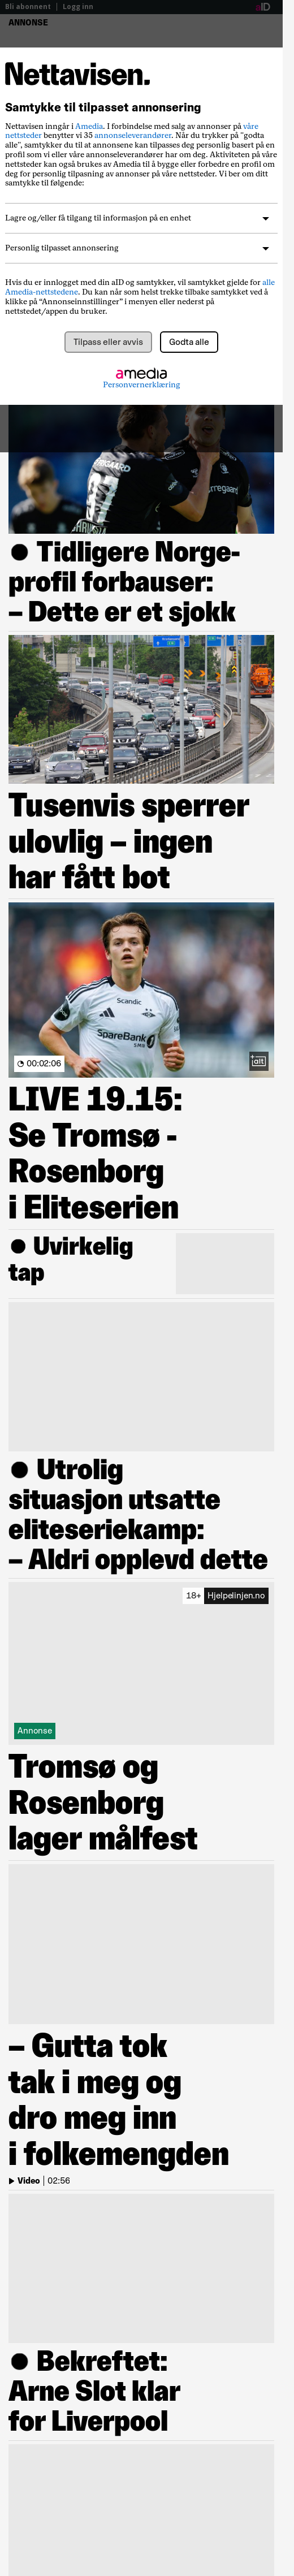 Bli abonnent | Logg inn
aID
ANNONSE
Nettavisen.
Samtykke til tilpasset annonsering
Nettavisen inngår i Amedia. I forbindelse med salg av annonser på våre
nettsteder benytter vi 35 annonseleverandører. Når du trykker på "godta
alle", samtykker du til at annonsene kan tilpasses deg personlig basert på en
profil som vi eller våre annonseleverandører har om deg. Aktiviteten på våre
nettsteder kan også brukes av Amedia til å bygge eller forbedre en profil om
deg for personlig tilpasning av annonser på våre nettsteder. Vi ber om ditt
samtykke til følgende:
Lagre og/eller få tilgang til informasjon på en enhet
Personlig tilpasset annonsering
Hvis du er innlogget med din aID og samtykker, vil samtykket gjelde for alle
Amedia-nettstedene. Du kan når som helst trekke tilbake samtykket ved å
klikke på “Annonseinnstillinger” i menyen eller nederst på
nettstedet/appen du bruker.
Tilpass eller avvis
Godta alle
amedia
Personvernerklæring
● Tidligere Norge-
profil forbauser:
– Dette er et sjokk
Tusenvis sperrer
ulovlig – ingen
har fått bot
Scandic
SpareBank
00:02:06
+alt
LIVE 19.15:
Se Tromsø -
Rosenborg
i Eliteserien
● Uvirkelig
tap
● Utrolig
situasjon utsatte
eliteseriekamp:
– Aldri opplevd dette
18+ Hjelpelinjen.no
Annonse
Tromsø og
Rosenborg
lager målfest
– Gutta tok
tak i meg og
dro meg inn
i folkemengden
Video | 02:56
● Bekreftet:
Arne Slot klar
for Liverpool